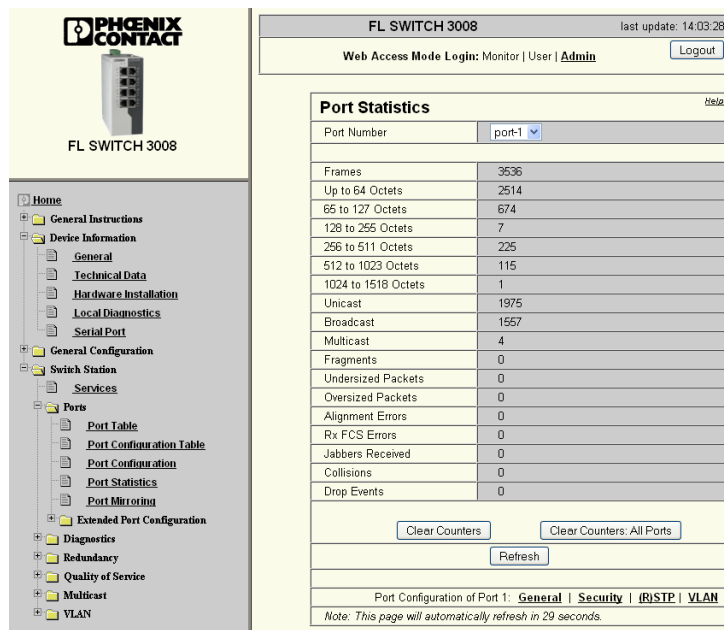 PHŒNIX
CONTACT
FL SWITCH 3008
Home
General Instructions
Device Information
General
Technical Data
Hardware Installation
Local Diagnostics
Serial Port
General Configuration
Switch Station
Services
Ports
Port Table
Port Configuration Table
Port Configuration
Port Statistics
Port Mirroring
Extended Port Configuration
Diagnostics
Redundancy
Quality of Service
Multicast
VLAN
FL SWITCH 3008 last update: 14:03:28
Web Access Mode Login: Monitor | User | Admin Logout
Port Statistics Help
Port Number port-1
Frames 3536
Up to 64 Octets 2514
65 to 127 Octets 674
128 to 255 Octets 7
256 to 511 Octets 225
512 to 1023 Octets 115
1024 to 1518 Octets 1
Unicast 1975
Broadcast 1557
Multicast 4
Fragments 0
Undersized Packets 0
Oversized Packets 0
Alignment Errors 0
Rx FCS Errors 0
Jabbers Received 0
Collisions 0
Drop Events 0
Clear Counters Clear Counters: All Ports
Refresh
Port Configuration of Port 1: General | Security | (R)STP | VLAN
Note: This page will automatically refresh in 29 seconds.